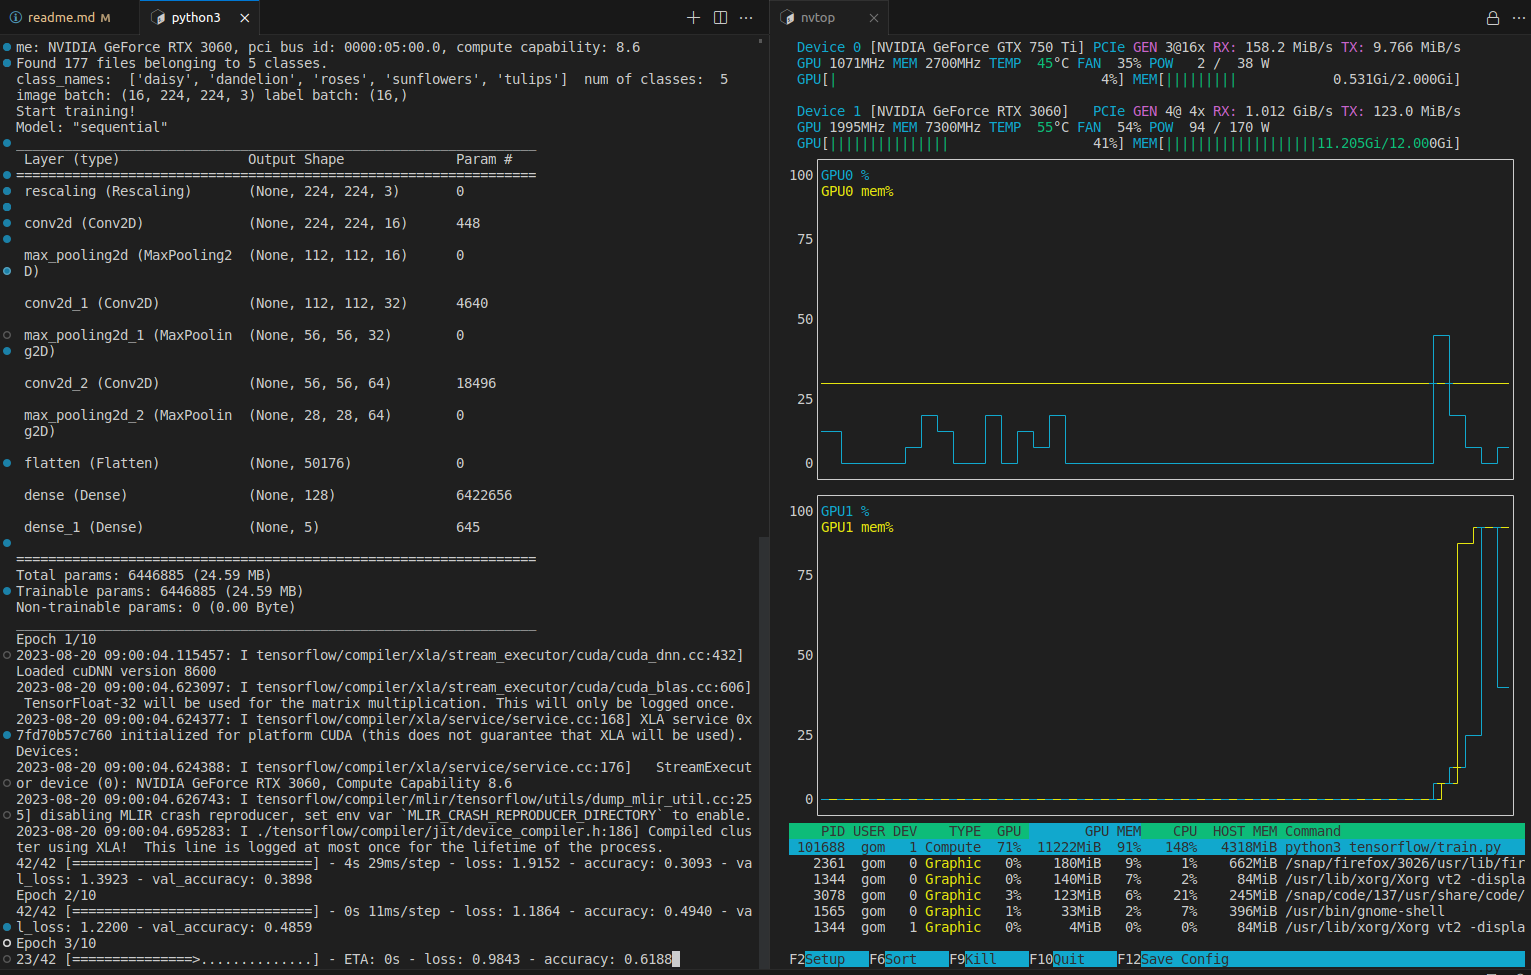 readme.md M
python3
nvtop
me: NVIDIA GeForce RTX 3060, pci bus id: 0000:05:00.0, compute capability: 8.6
Found 177 files belonging to 5 classes.
class_names:  ['daisy', 'dandelion', 'roses', 'sunflowers', 'tulips']  num of classes:  5
image batch: (16, 224, 224, 3) label batch: (16,)
Start training!
Model: "sequential"
_________________________________________________________________
Layer (type)                Output Shape              Param #
=================================================================
rescaling (Rescaling)       (None, 224, 224, 3)       0
conv2d (Conv2D)             (None, 224, 224, 16)      448
max_pooling2d (MaxPooling2  (None, 112, 112, 16)      0
D)
conv2d_1 (Conv2D)           (None, 112, 112, 32)      4640
max_pooling2d_1 (MaxPoolin  (None, 56, 56, 32)        0
g2D)
conv2d_2 (Conv2D)           (None, 56, 56, 64)        18496
max_pooling2d_2 (MaxPoolin  (None, 28, 28, 64)        0
g2D)
flatten (Flatten)           (None, 50176)             0
dense (Dense)               (None, 128)               6422656
dense_1 (Dense)             (None, 5)                 645
=================================================================
Total params: 6446885 (24.59 MB)
Trainable params: 6446885 (24.59 MB)
Non-trainable params: 0 (0.00 Byte)
_________________________________________________________________
Epoch 1/10
2023-08-20 09:00:04.115457: I tensorflow/compiler/xla/stream_executor/cuda/cuda_dnn.cc:432]
Loaded cuDNN version 8600
2023-08-20 09:00:04.623097: I tensorflow/compiler/xla/stream_executor/cuda/cuda_blas.cc:606]
TensorFloat-32 will be used for the matrix multiplication. This will only be logged once.
2023-08-20 09:00:04.624377: I tensorflow/compiler/xla/service/service.cc:168] XLA service 0x
7fd70b57c760 initialized for platform CUDA (this does not guarantee that XLA will be used).
Devices:
2023-08-20 09:00:04.624388: I tensorflow/compiler/xla/service/service.cc:176]   StreamExecut
or device (0): NVIDIA GeForce RTX 3060, Compute Capability 8.6
2023-08-20 09:00:04.626743: I tensorflow/compiler/mlir/tensorflow/utils/dump_mlir_util.cc:25
5] disabling MLIR crash reproducer, set env var `MLIR_CRASH_REPRODUCER_DIRECTORY` to enable.
2023-08-20 09:00:04.695283: I ./tensorflow/compiler/jit/device_compiler.h:186] Compiled clus
ter using XLA!  This line is logged at most once for the lifetime of the process.
42/42 [==============================] - 4s 29ms/step - loss: 1.9152 - accuracy: 0.3093 - va
l_loss: 1.3923 - val_accuracy: 0.3898
Epoch 2/10
42/42 [==============================] - 0s 11ms/step - loss: 1.1864 - accuracy: 0.4940 - va
l_loss: 1.2200 - val_accuracy: 0.4859
Epoch 3/10
23/42 [===============>..............] - ETA: 0s - loss: 0.9843 - accuracy: 0.6188
Device 0 [NVIDIA GeForce GTX 750 Ti] PCIe GEN 3@16x RX: 158.2 MiB/s TX: 9.766 MiB/s
GPU 1071MHz MEM 2700MHz TEMP  45°C FAN  35% POW   2 /  38 W
GPU[|                                 4%] MEM[|||||||||            0.531Gi/2.000Gi]
Device 1 [NVIDIA GeForce RTX 3060]   PCIe GEN 4@ 4x RX: 1.012 GiB/s TX: 123.0 MiB/s
GPU 1995MHz MEM 7300MHz TEMP  55°C FAN  54% POW  94 / 170 W
GPU[|||||||||||||||                  41%] MEM[|||||||||||||||||||11.205Gi/12.000Gi]
100 GPU0 %
GPU0 mem%
75
50
25
0
100 GPU1 %
GPU1 mem%
75
50
25
0
PID USER DEV    TYPE  GPU        GPU MEM    CPU  HOST MEM Command
101688  gom  1 Compute  71%  11222MiB  91%   148%   4318MiB python3 tensorflow/train.py
2361  gom    0 Graphic   0%    180MiB   9%     1%    662MiB /snap/firefox/3026/usr/lib/fir
1344  gom    0 Graphic   0%    140MiB   7%     2%     84MiB /usr/lib/xorg/Xorg vt2 -displa
3078  gom    0 Graphic   3%    123MiB   6%    21%    245MiB /snap/code/137/usr/share/code/
1565  gom    0 Graphic   1%     33MiB   2%     7%    396MiB /usr/bin/gnome-shell
1344  gom    1 Graphic   0%      4MiB   0%     0%     84MiB /usr/lib/xorg/Xorg vt2 -displa
F2Setup   F6Sort    F9Kill    F10Quit    F12Save Config